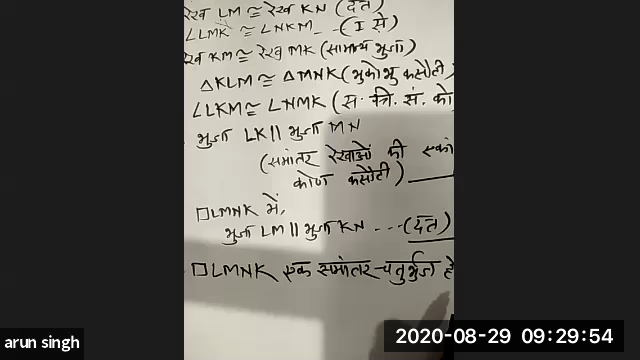 रेख LM ≅ रेख KN (दत्त)
∠LMK ≅ ∠NKM - - (I से)
रेख KM ≅ रेख MK (सामान्य भुजा)
△KLM ≅ △MNK (भुकोभु कसौटी)
∠LKM ≅ ∠NMK (स. त्रि. सं. को
भुजा LK || भुजा MN
(समांतर रेखाओं की एकां
कोण कसौटी)
□LMNK में,
भुजा LM || भुजा KN --- (दत्त)
□LMNK एक समांतर-चतुर्भुज है
arun singh
2020-08-29 09:29:54